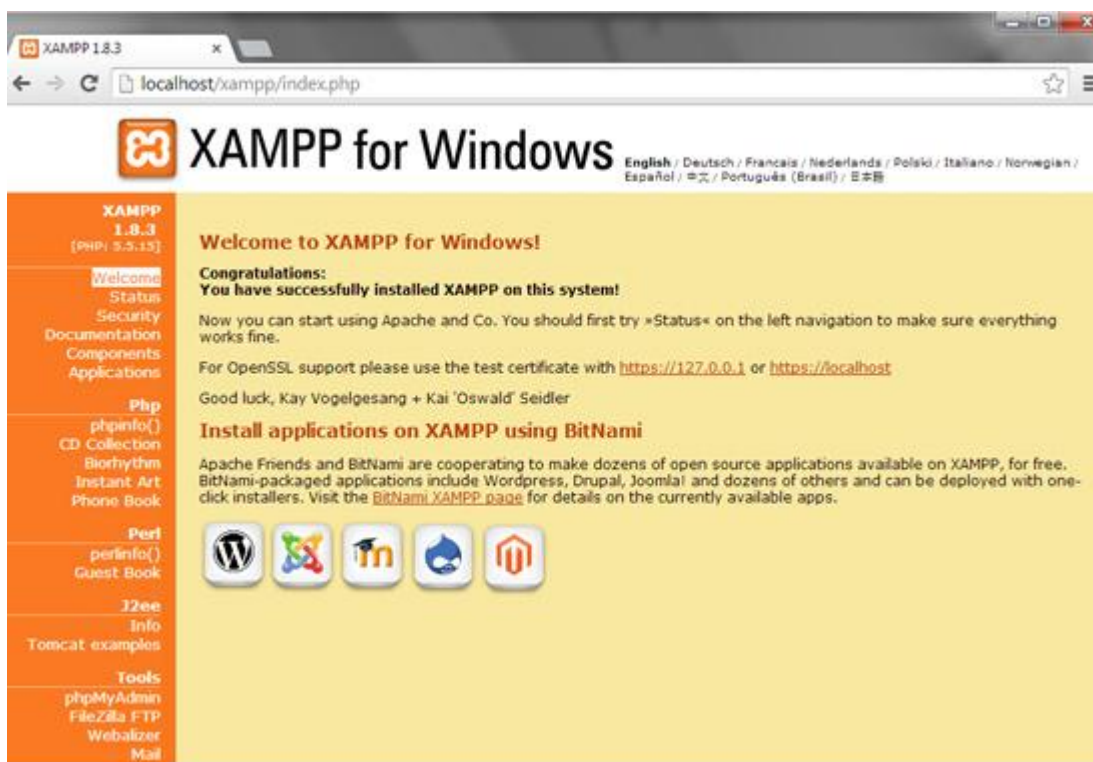 XAMPP 1.8.3
localhost/xampp/index.php
XAMPP for Windows
English / Deutsch / Francais / Nederlands / Polski / Italiano / Norwegian /
Español / 中文 / Português (Brasil) / 日本語
XAMPP
1.8.3
[PHP: 5.5.15]
Welcome
Status
Security
Documentation
Components
Applications
Php
phpinfo()
CD Collection
Biorhythm
Instant Art
Phone Book
Perl
perlinfo()
Guest Book
J2ee
Info
Tomcat examples
Tools
phpMyAdmin
FileZilla FTP
Webalizer
Mail
Welcome to XAMPP for Windows!
Congratulations:
You have successfully installed XAMPP on this system!
Now you can start using Apache and Co. You should first try »Status« on the left navigation to make sure everything
works fine.
For OpenSSL support please use the test certificate with https://127.0.0.1 or https://localhost
Good luck, Kay Vogelgesang + Kai 'Oswald' Seidler
Install applications on XAMPP using BitNami
Apache Friends and BitNami are cooperating to make dozens of open source applications available on XAMPP, for free.
BitNami-packaged applications include Wordpress, Drupal, Joomla! and dozens of others and can be deployed with one-
click installers. Visit the BitNami XAMPP page for details on the currently available apps.